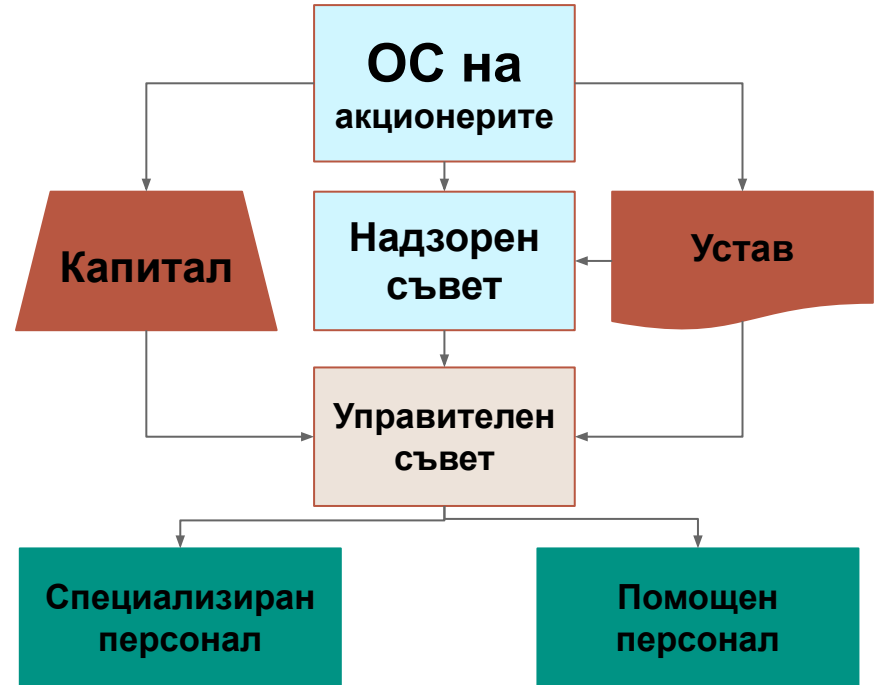 ОС на
акционерите
Капитал
Надзорен
съвет
Устав
Управителен
съвет
Специализиран
персонал
Помощен
персонал